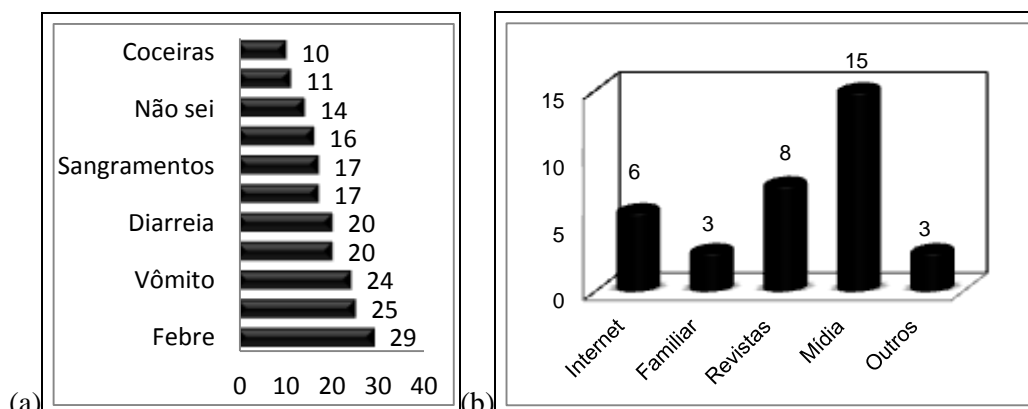 Coceiras 10
11
Não sei 14
16
Sangramentos 17
17
Diarreia 20
20
Vômito 24
25
Febre 29
0 10 20 30 40
(a)
15
10
5
0
6
3
8
15
3
Internet
Familiar
Revistas
Mídia
Outros
(b)